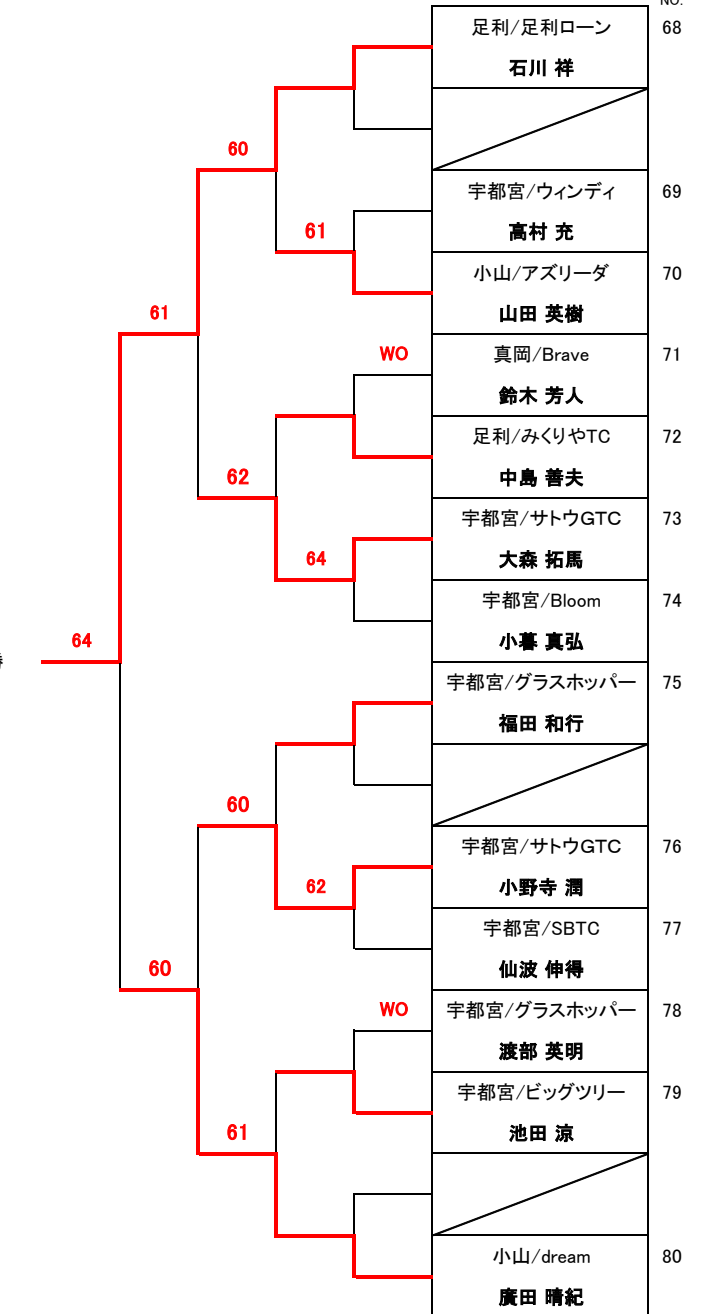 NO.
足利/足利ローン 68
石川 祥
60
宇都宮/ウィンディ 69
61 高村 充
小山/アズリーダ 70
61 山田 英樹
WO 真岡/Brave 71
鈴木 芳人
足利/みくりやTC 72
62 中島 善夫
宇都宮/サトウGTC 73
64 大森 拓馬
宇都宮/Bloom 74
64 小暮 真弘
宇都宮/グラスホッパー 75
福田 和行
60
宇都宮/サトウGTC 76
62 小野寺 潤
宇都宮/SBTC 77
60 仙波 伸得
WO 宇都宮/グラスホッパー 78
渡部 英明
宇都宮/ビッグツリー 79
61 池田 涼
小山/dream 80
廣田 晴紀